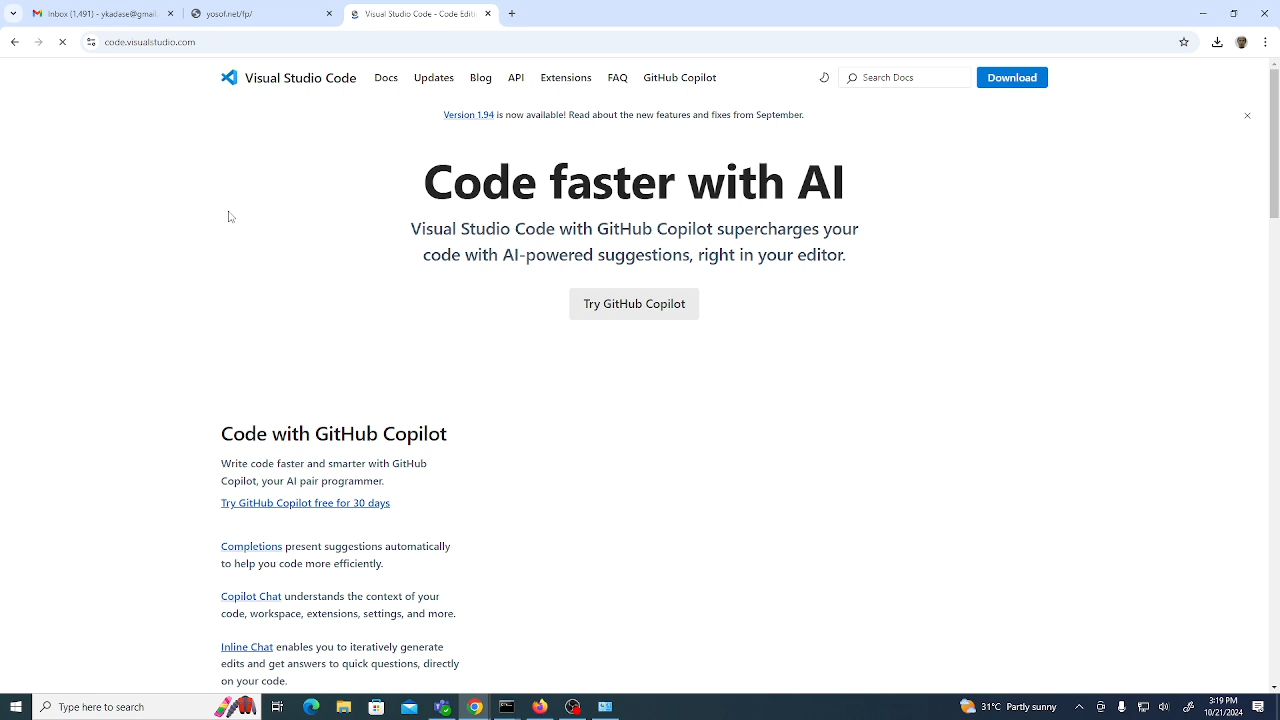 Inbox (1,491) - ykadase@gmail.
yosof.net/fp/
Visual Studio Code - Code Edit
code.visualstudio.com
Visual Studio Code
Docs
Updates
Blog
API
Extensions
FAQ
GitHub Copilot
Search Docs
Download
Version 1.94 is now available! Read about the new features and fixes from September.
Code faster with AI
Visual Studio Code with GitHub Copilot supercharges your
code with AI-powered suggestions, right in your editor.
Try GitHub Copilot
Code with GitHub Copilot
Write code faster and smarter with GitHub
Copilot, your AI pair programmer.
Try GitHub Copilot free for 30 days
Completions present suggestions automatically
to help you code more efficiently.
Copilot Chat understands the context of your
code, workspace, extensions, settings, and more.
Inline Chat enables you to iteratively generate
edits and get answers to quick questions, directly
on your code.
Type here to search
31°C Partly sunny
3:19 PM
10/21/2024